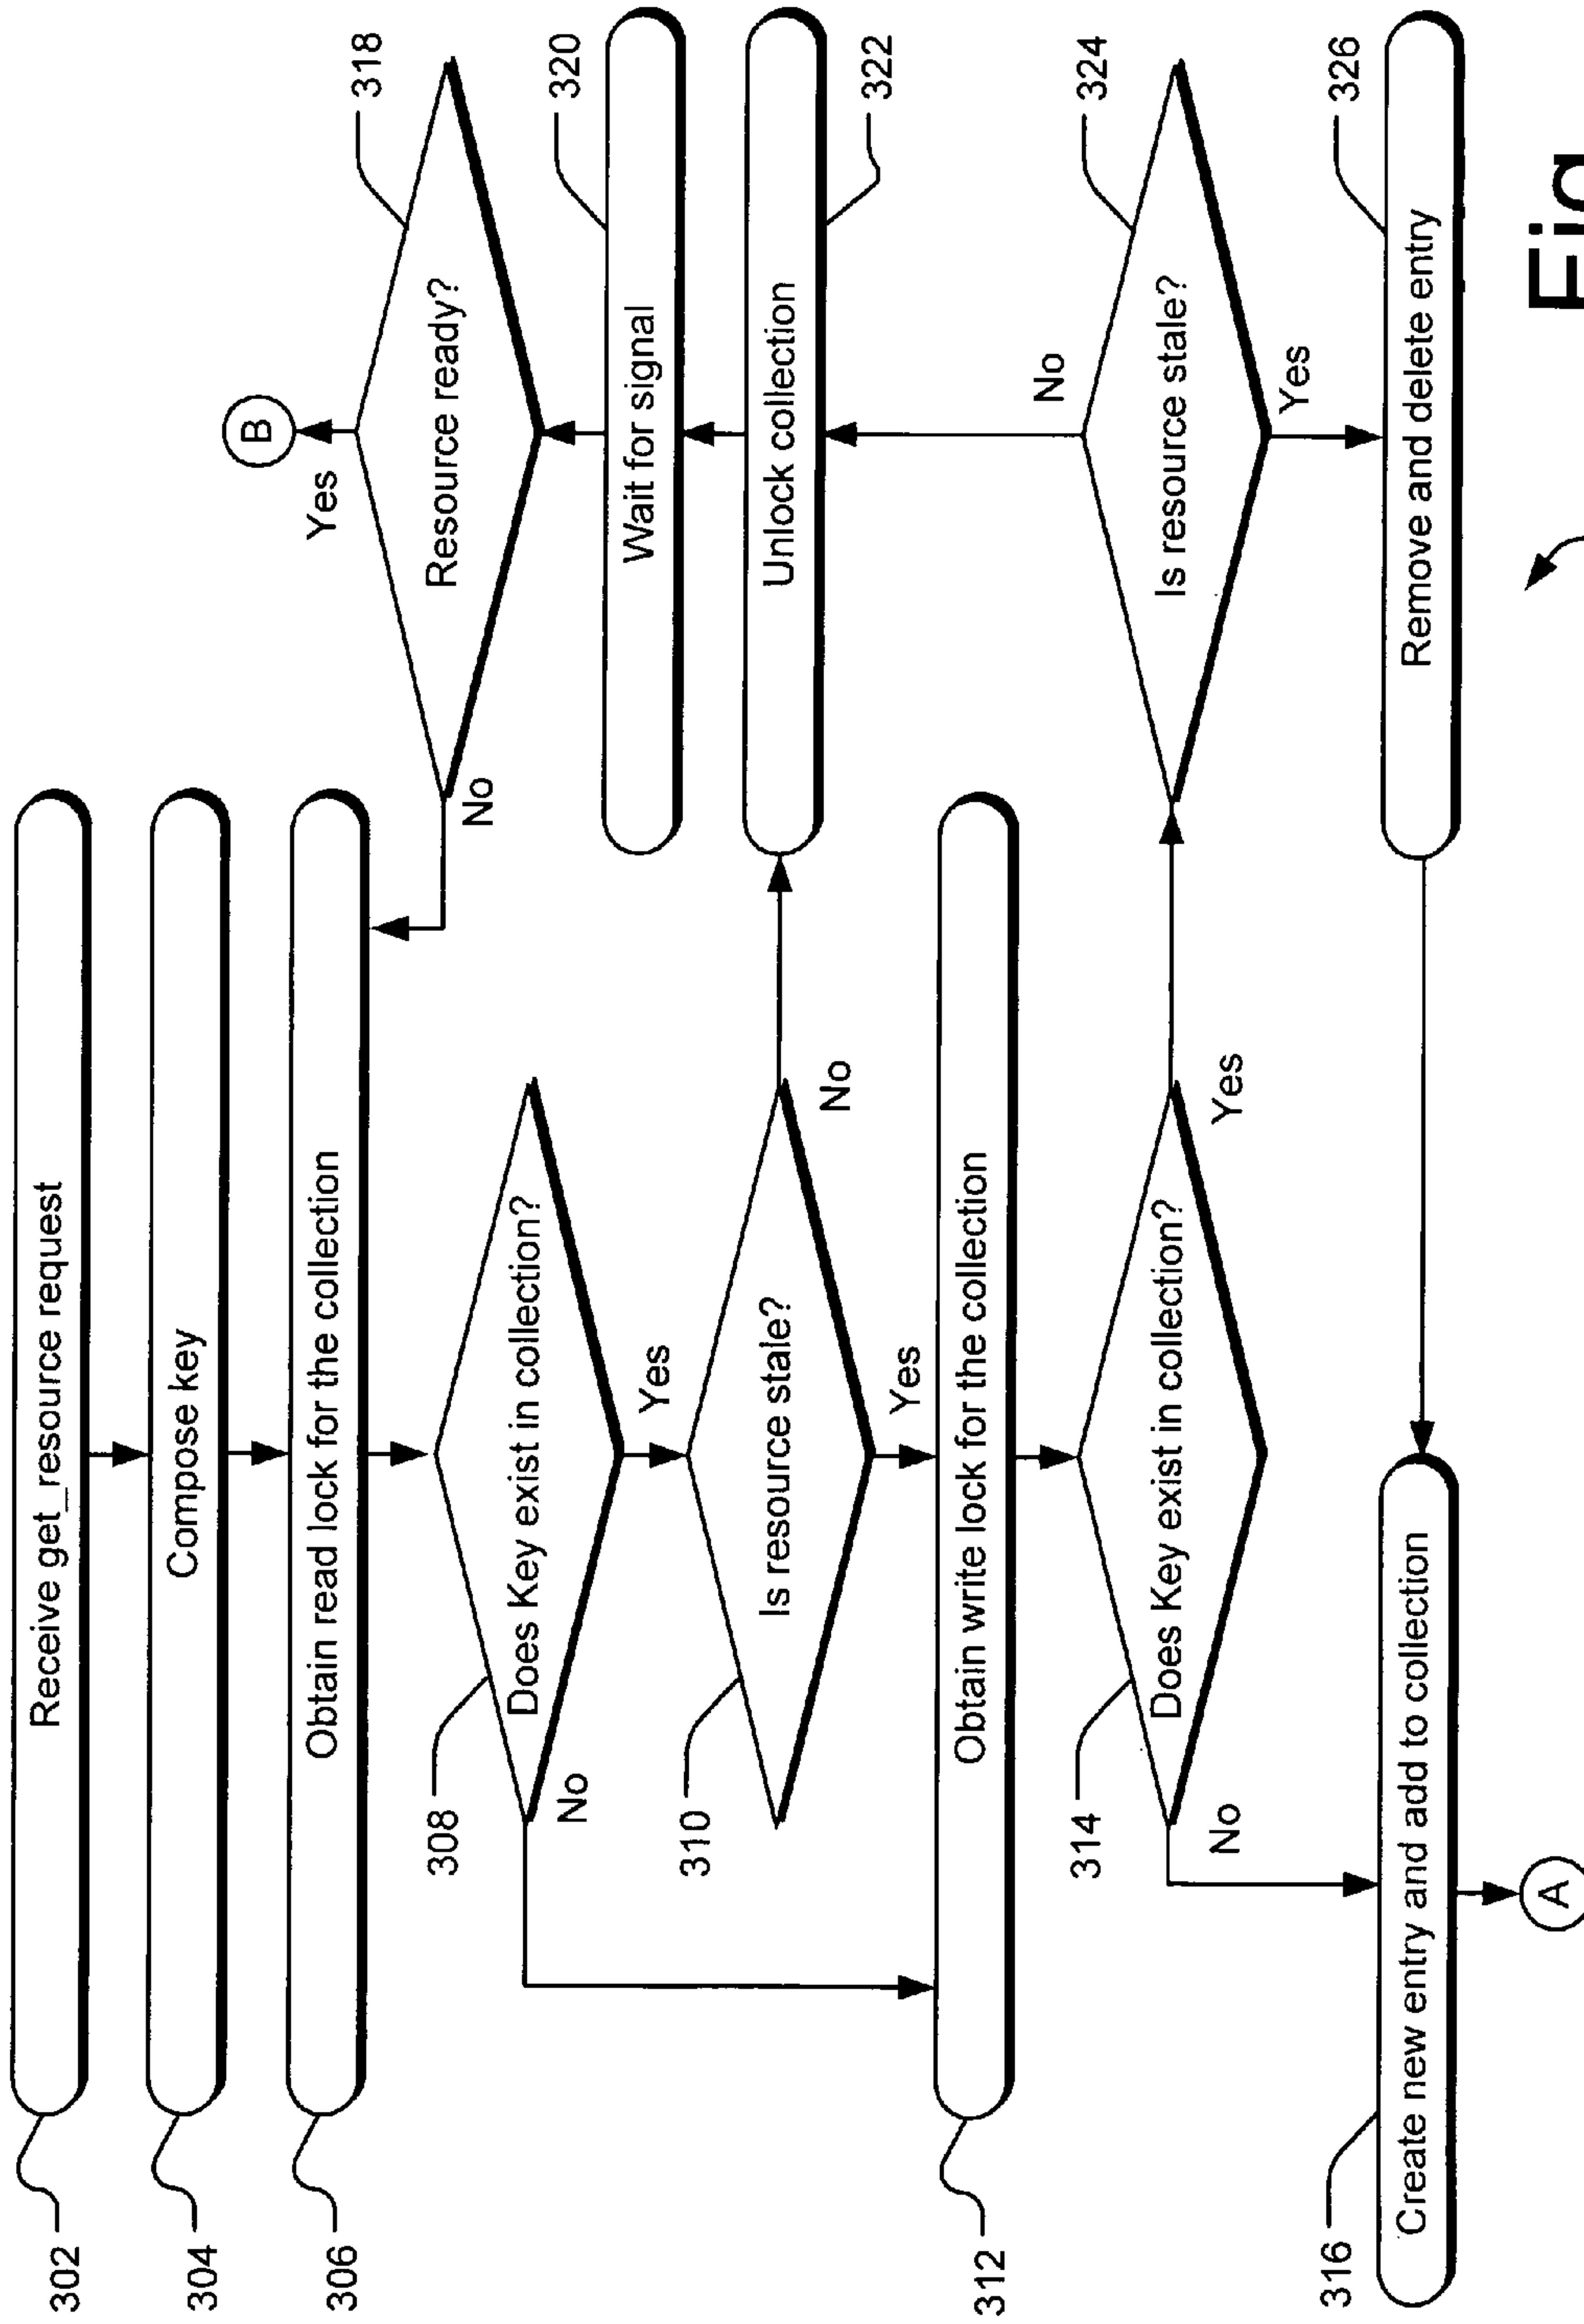 302
Receive get_resource request
304
Compose key
306
Obtain read lock for the collection
308
Does Key exist in collection?
No
Yes
310
Is resource stale?
No
Yes
312
Obtain write lock for the collection
314
Does Key exist in collection?
No
Yes
316
Create new entry and add to collection
A
B
Yes
318
Resource ready?
No
320
Wait for signal
322
Unlock collection
No
324
Is resource stale?
Yes
326
Remove and delete entry
Fig